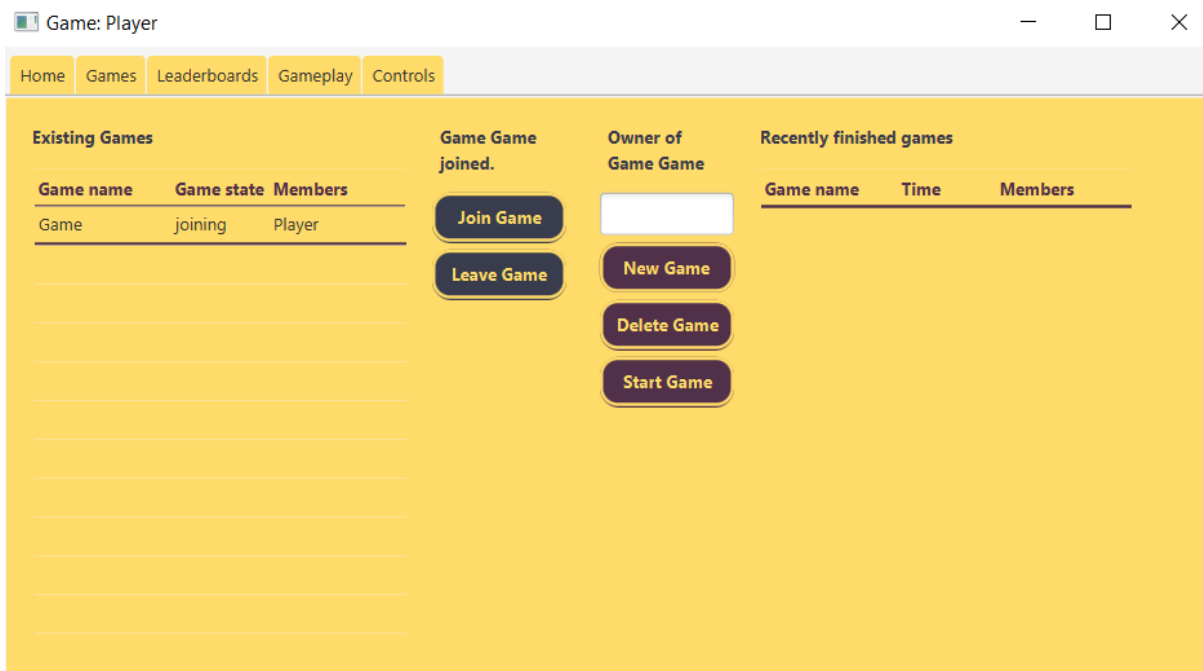 Game: Player
Home Games Leaderboards Gameplay Controls
Existing Games
Game name Game state Members
Game joining Player
Game Game
joined.
Join Game
Leave Game
Owner of
Game Game
New Game
Delete Game
Start Game
Recently finished games
Game name Time Members